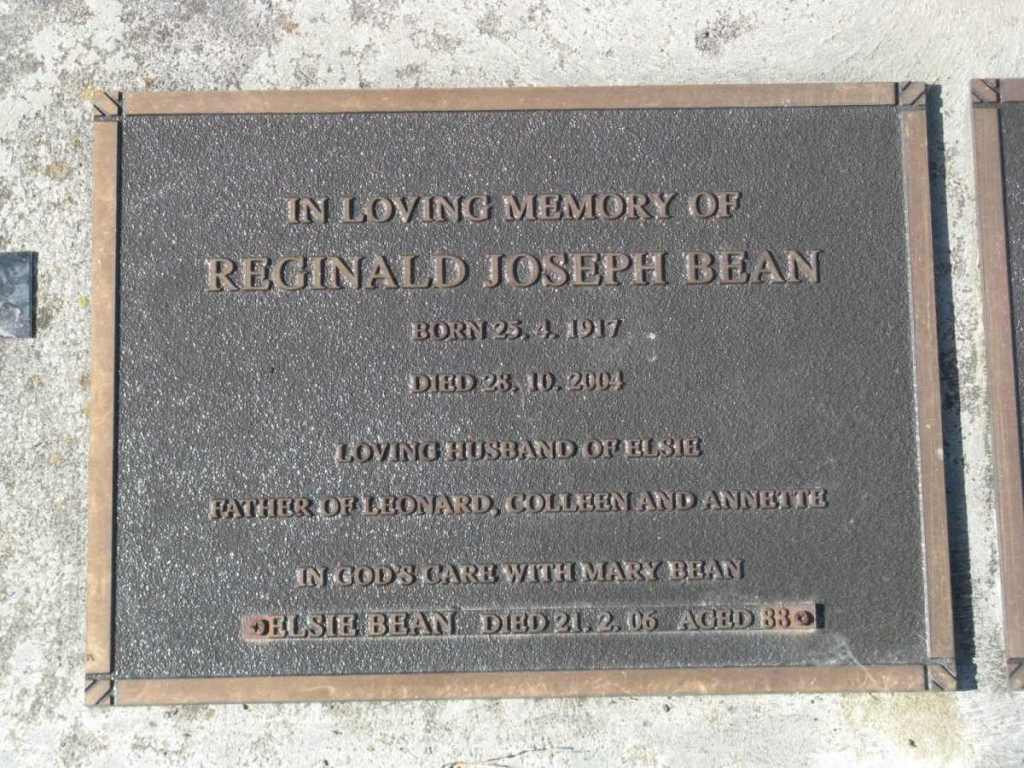 IN LOVING MEMORY OF
REGINALD JOSEPH BEAN
BORN 25. 4. 1917
DIED 28. 10. 2004
LOVING HUSBAND OF ELSIE
FATHER OF LEONARD, COLLEEN AND ANNETTE
IN GOD'S CARE WITH MARY BEAN
ELSIE BEAN DIED 21. 2. 06 AGED 88